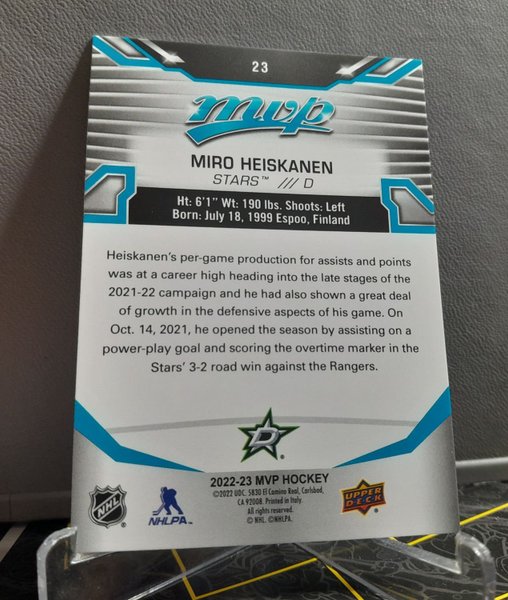 23
mvp
MIRO HEISKANEN
STARS™ /// D
Ht: 6'1" Wt: 190 lbs. Shoots: Left
Born: July 18, 1999 Espoo, Finland
Heiskanen's per-game production for assists and points
was at a career high heading into the late stages of the
2021-22 campaign and he had also shown a great deal
of growth in the defensive aspects of his game. On
Oct. 14, 2021, he opened the season by assisting on a
power-play goal and scoring the overtime marker in the
Stars' 3-2 road win against the Rangers.
D
2022-23 MVP HOCKEY
©2022 UDC. 5830 El Camino Real, Carlsbad,
CA 92008. Printed in Italy.
All rights reserved.
© NHL. ©NHLPA.
NHL
NHLPA
UPPER
DECK